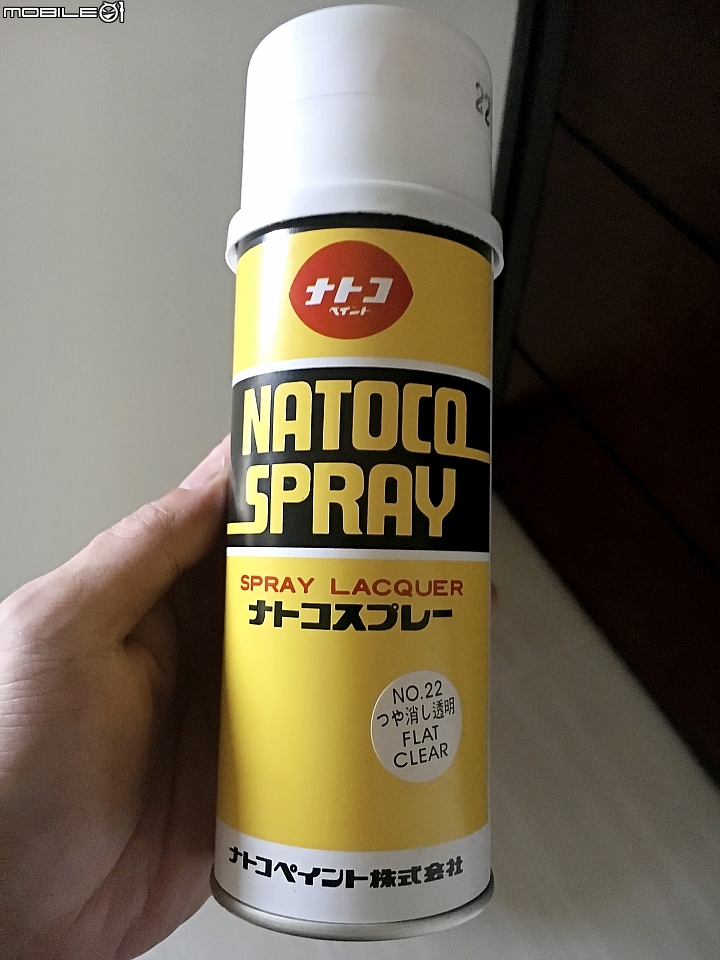 MOBILE01
22
ナトコ
ペイント
NATOCO
SPRAY
SPRAY LACQUER
ナトコスプレー
NO.22
つや消し透明
FLAT
CLEAR
ナトコペイント株式会社